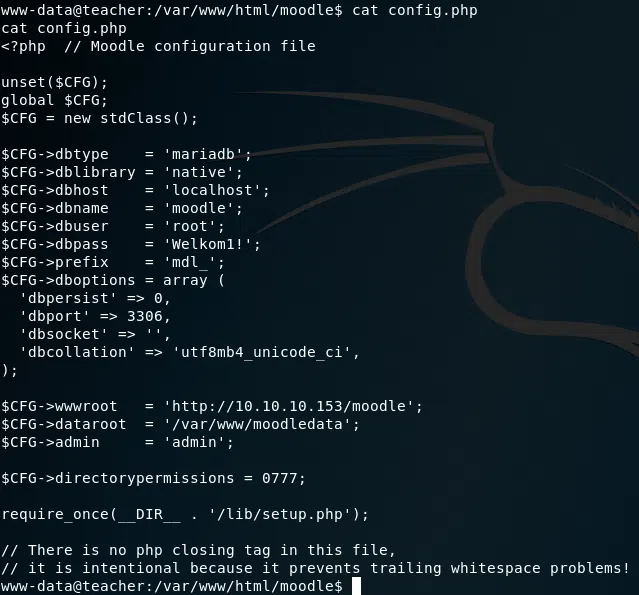 www-data@teacher:/var/www/html/moodle$ cat config.php
cat config.php
<?php  // Moodle configuration file

unset($CFG);
global $CFG;
$CFG = new stdClass();

$CFG->dbtype    = 'mariadb';
$CFG->dblibrary = 'native';
$CFG->dbhost    = 'localhost';
$CFG->dbname    = 'moodle';
$CFG->dbuser    = 'root';
$CFG->dbpass    = 'Welkom1!';
$CFG->prefix    = 'mdl_';
$CFG->dboptions = array (
  'dbpersist' => 0,
  'dbport' => 3306,
  'dbsocket' => '',
  'dbcollation' => 'utf8mb4_unicode_ci',
);

$CFG->wwwroot   = 'http://10.10.10.153/moodle';
$CFG->dataroot  = '/var/www/moodledata';
$CFG->admin     = 'admin';

$CFG->directorypermissions = 0777;

require_once(__DIR__ . '/lib/setup.php');

// There is no php closing tag in this file,
// it is intentional because it prevents trailing whitespace problems!
www-data@teacher:/var/www/html/moodle$